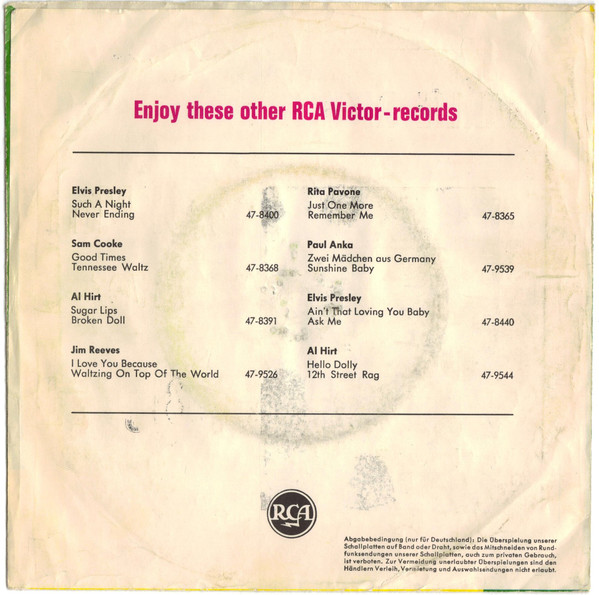 Enjoy these other RCA Victor-records
Elvis Presley
Such A Night
Never Ending 47-8400
Sam Cooke
Good Times
Tennessee Waltz 47-8368
Al Hirt
Sugar Lips
Broken Doll 47-8391
Jim Reeves
I Love You Because
Waltzing On Top Of The World 47-9526
Rita Pavone
Just One More
Remember Me 47-8365
Paul Anka
Zwei Mädchen aus Germany
Sunshine Baby 47-9539
Elvis Presley
Ain't That Loving You Baby
Ask Me 47-8440
Al Hirt
Hello Dolly
12th Street Rag 47-9544
RCA
Abgabebedingung (nur für Deutschland): Die Überspielung unserer
Schallplatten auf Band oder Draht, sowie das Mitschneiden von Rund-
funksendungen unserer Schallplatten, auch zum privaten Gebrauch,
ist verboten. Zur Vermeidung unerlaubter Überspielungen sind den
Händlern Verleih, Vermietung und Auswahlsendungen nicht erlaubt.